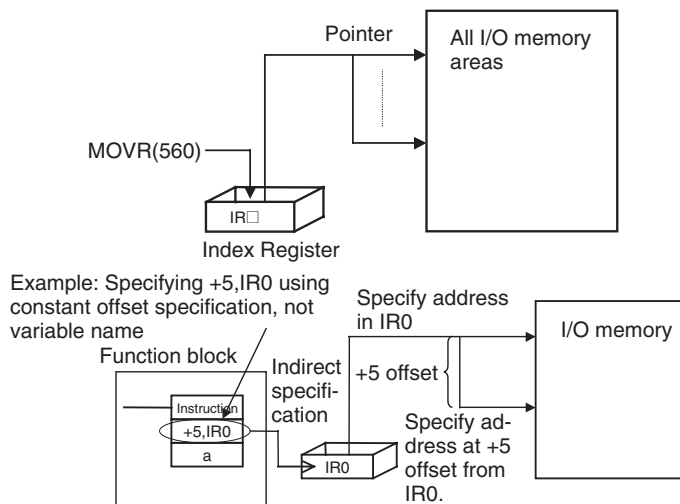 Pointer
All I/O memory
areas
MOVR(560)
IR□
Index Register
Example: Specifying +5,IR0 using
constant offset specification, not
variable name
Function block
Instruction
+5,IR0
a
Indirect
specifi-
cation
IR0
Specify address
in IR0
+5 offset
Specify ad-
dress at +5
offset from
IR0.
I/O memory